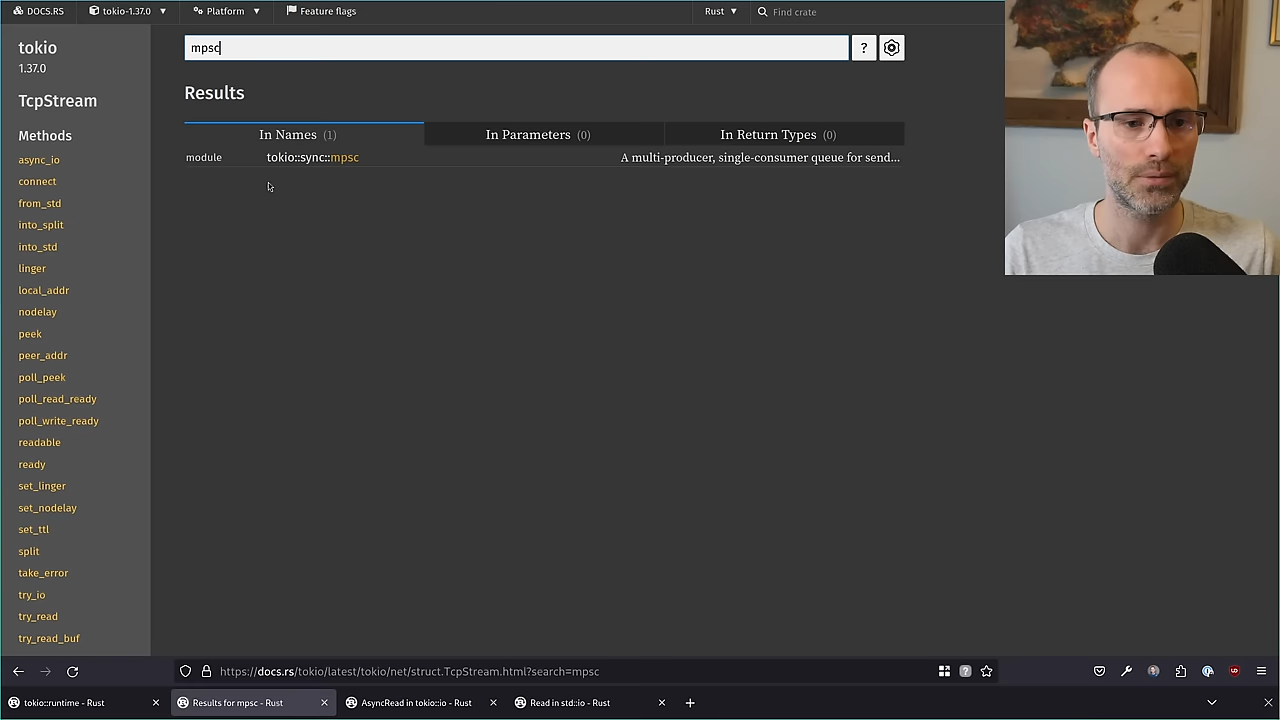 DOCS.RS tokio-1.37.0 Platform Feature flags Rust Find crate
tokio
1.37.0
TcpStream
Methods
async_io
connect
from_std
into_split
into_std
linger
local_addr
nodelay
peek
peer_addr
poll_peek
poll_read_ready
poll_write_ready
readable
ready
set_linger
set_nodelay
set_ttl
split
take_error
try_io
try_read
try_read_buf
mpsc ?
Results
In Names (1) In Parameters (0) In Return Types (0)
module tokio::sync::mpsc A multi-producer, single-consumer queue for send...
https://docs.rs/tokio/latest/tokio/net/struct.TcpStream.html?search=mpsc
tokio::runtime - Rust Results for mpsc - Rust AsyncRead in tokio::io - Rust Read in std::io - Rust